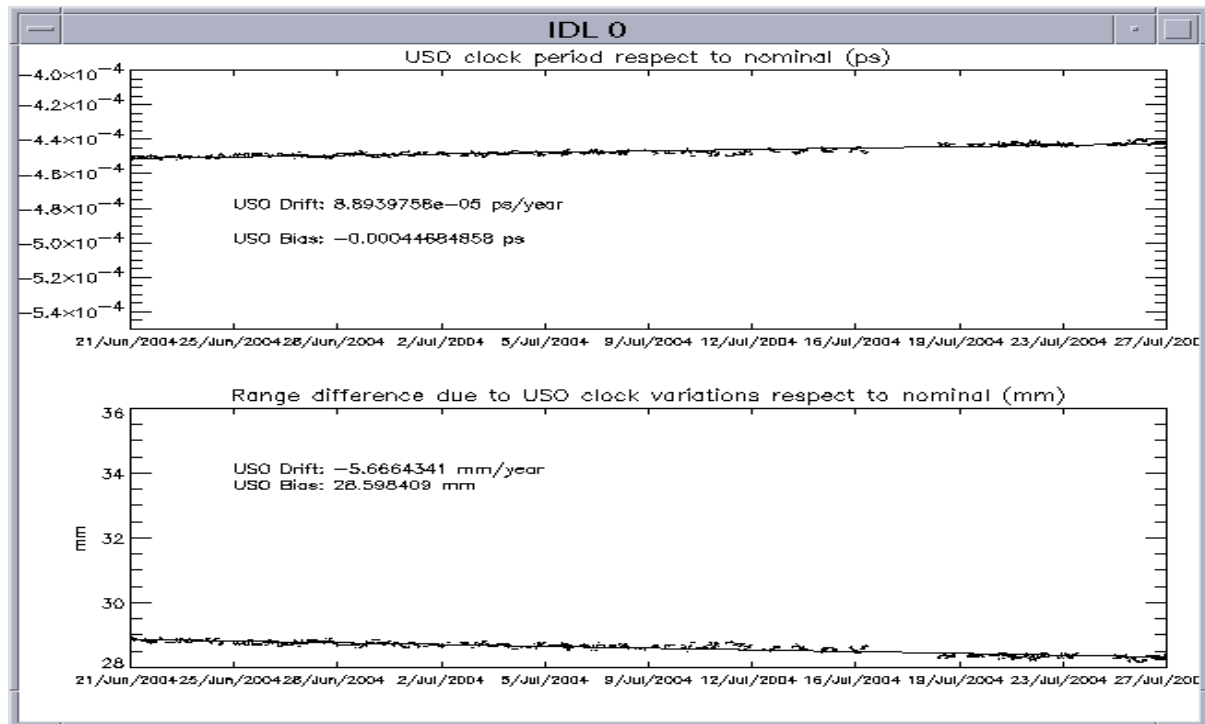 IDL 0
USO clock period respect to nominal (ps)
−4.0×10−4
−4.2×10−4
−4.4×10−4
−4.6×10−4
−4.8×10−4
−5.0×10−4
−5.2×10−4
−5.4×10−4
USO Drift: 8.8939758e−05 ps/year
USO Bias: −0.00044684858 ps
21/Jun/2004 25/Jun/2004 28/Jun/2004 2/Jul/2004 5/Jul/2004 9/Jul/2004 12/Jul/2004 16/Jul/2004 19/Jul/2004 23/Jul/2004 27/Jul/200
Range difference due to USO clock variations respect to nominal (mm)
36
34
32
30
28
mm
USO Drift: −5.6664341 mm/year
USO Bias: 28.598409 mm
21/Jun/2004 25/Jun/2004 28/Jun/2004 2/Jul/2004 5/Jul/2004 9/Jul/2004 12/Jul/2004 16/Jul/2004 19/Jul/2004 23/Jul/2004 27/Jul/200